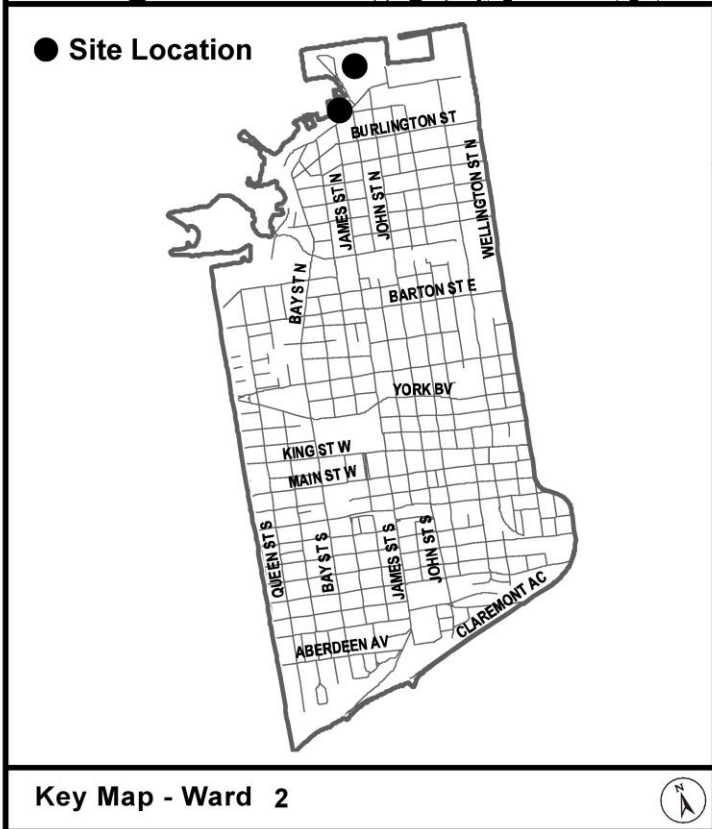 Site Location
BURLINGTON ST
JAMES ST N
JOHN ST N
WELLINGTON ST N
BAY ST N
BARTON ST E
YORK BV
KING ST W
MAIN ST W
QUEEN ST S
BAY ST S
JAMES ST S
JOHN ST S
CLAREMONT AC
ABERDEEN AV
Key Map - Ward 2
N